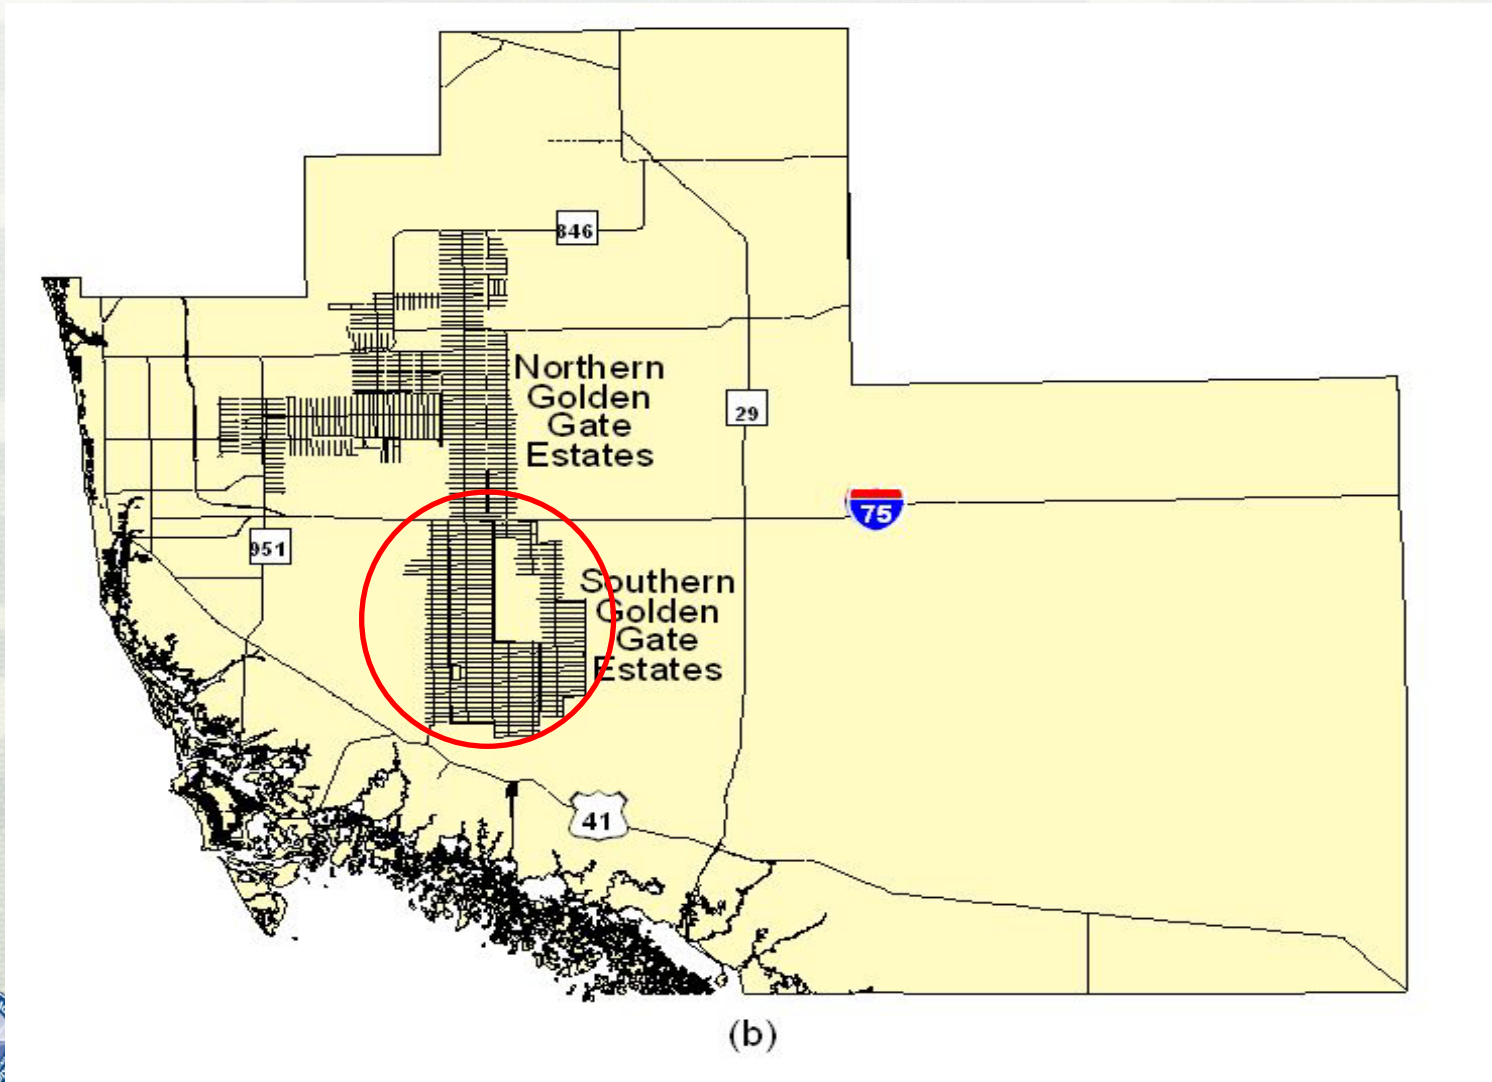 846
Northern
Golden
Gate
Estates
29
75
951
Southern
Golden
Gate
Estates
41
(b)